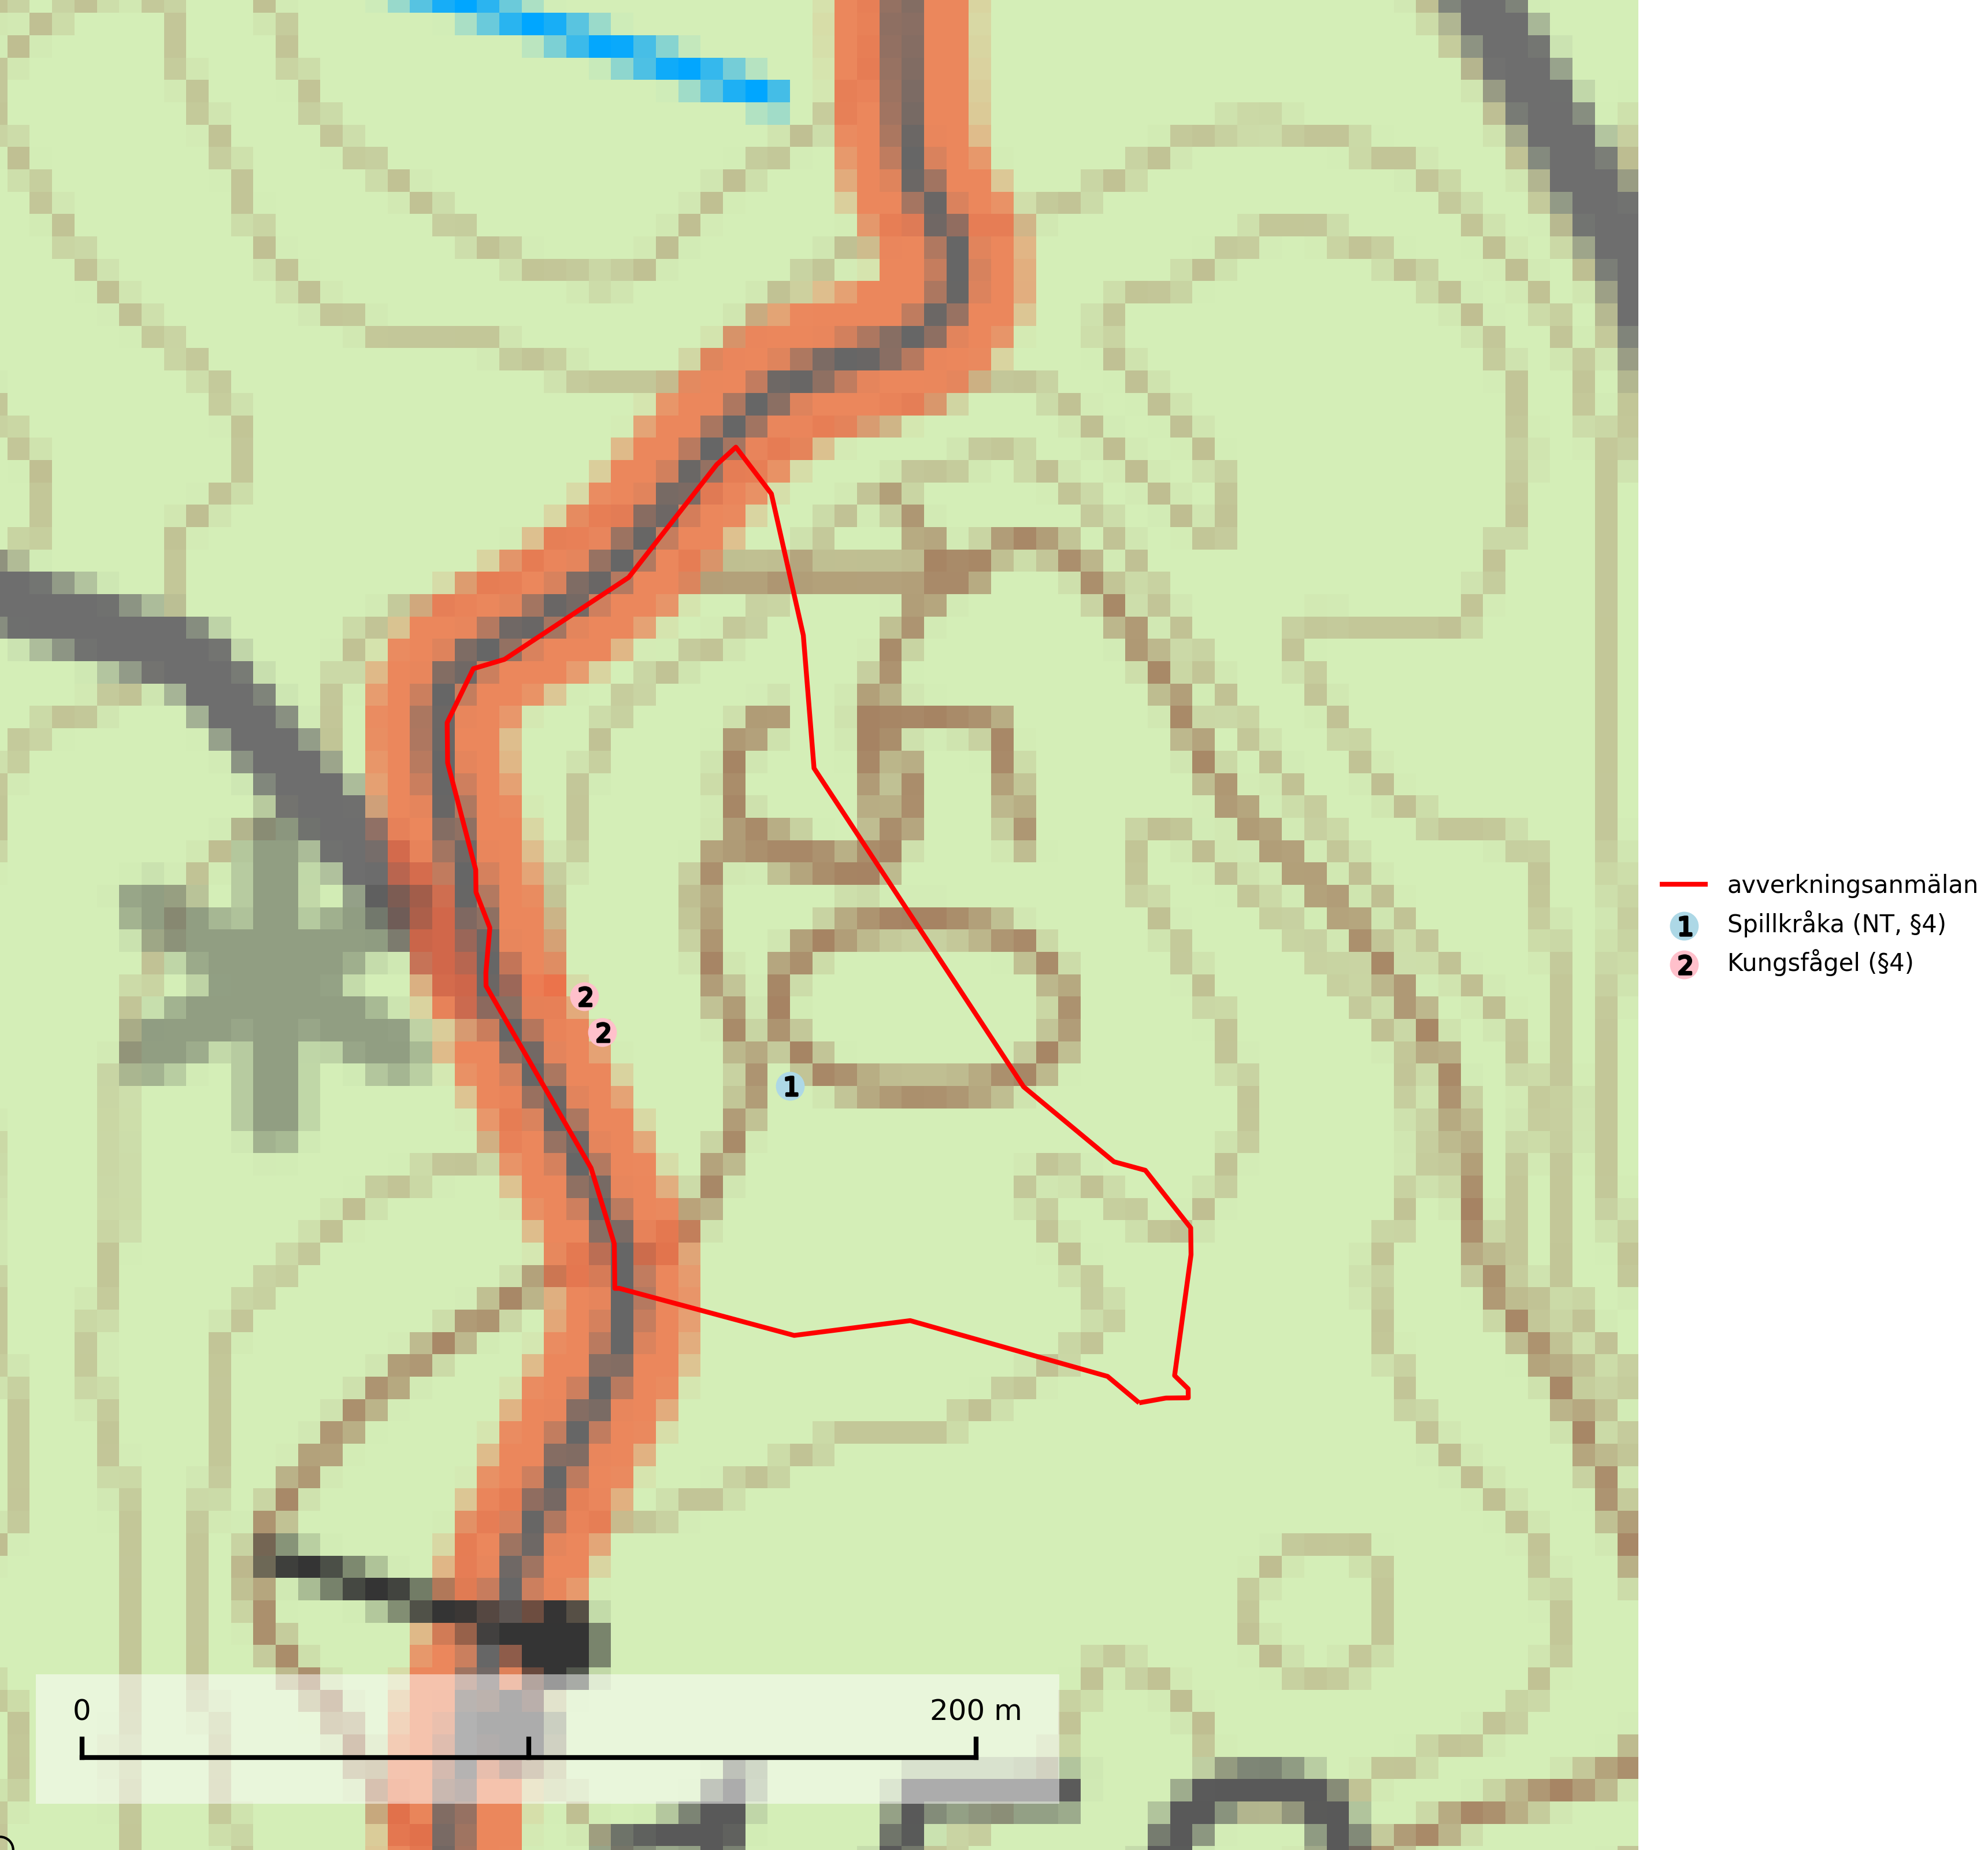 2
2
1
0 200 m
avverkningsanmälan
1 Spillkråka (NT, §4)
2 Kungsfågel (§4)